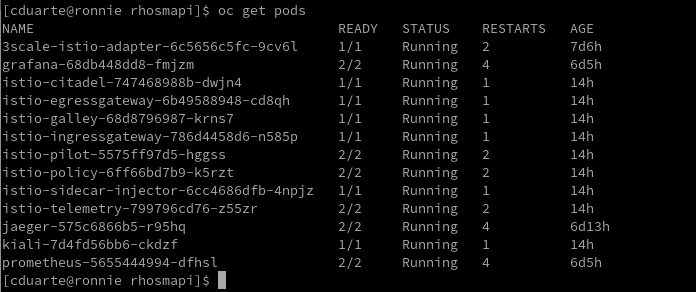 [cduarte@ronnie rhosmapi]$ oc get pods
NAME READY STATUS RESTARTS AGE
3scale-istio-adapter-6c5656c5fc-9cv6l 1/1 Running 2 7d6h
grafana-68db448dd8-fmjzm 2/2 Running 4 6d5h
istio-citadel-747468988b-dwjn4 1/1 Running 1 14h
istio-egressgateway-6b49588948-cd8qh 1/1 Running 1 14h
istio-galley-68d8796987-krns7 1/1 Running 1 14h
istio-ingressgateway-786d4458d6-n585p 1/1 Running 1 14h
istio-pilot-5575ff97d5-hggss 2/2 Running 2 14h
istio-policy-6ff66bd7b9-k5rzt 2/2 Running 2 14h
istio-sidecar-injector-6cc4686dfb-4npjz 1/1 Running 1 14h
istio-telemetry-799796cd76-z55zr 2/2 Running 2 14h
jaeger-575c6866b5-r95hq 2/2 Running 4 6d13h
kiali-7d4fd56bb6-ckdzf 1/1 Running 1 14h
prometheus-5655444994-dfhsl 2/2 Running 4 6d5h
[cduarte@ronnie rhosmapi]$